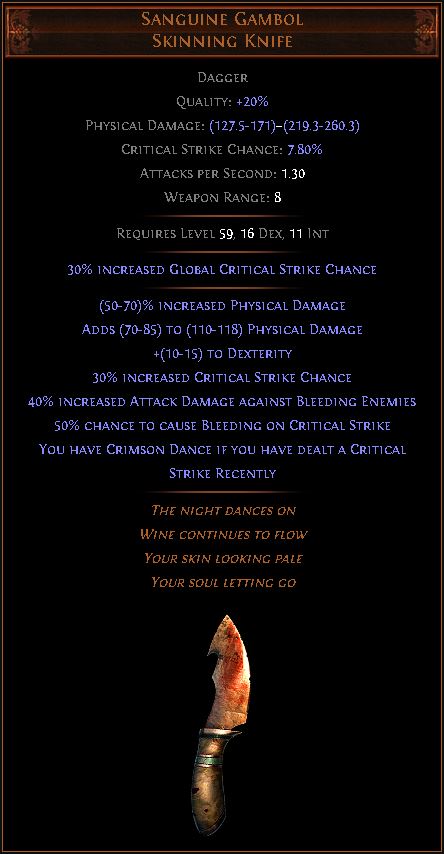 Sanguine Gambol
Skinning Knife
Dagger
Quality: +20%
Physical Damage: (127.5-171)–(219.3-260.3)
Critical Strike Chance: 7.80%
Attacks per Second: 1.30
Weapon Range: 8
Requires Level 59, 16 Dex, 11 Int
30% increased Global Critical Strike Chance
(50-70)% increased Physical Damage
Adds (70-85) to (110-118) Physical Damage
+(10-15) to Dexterity
30% increased Critical Strike Chance
40% increased Attack Damage against Bleeding Enemies
50% chance to cause Bleeding on Critical Strike
You have Crimson Dance if you have dealt a Critical
Strike Recently
The night dances on
Wine continues to flow
Your skin looking pale
Your soul letting go